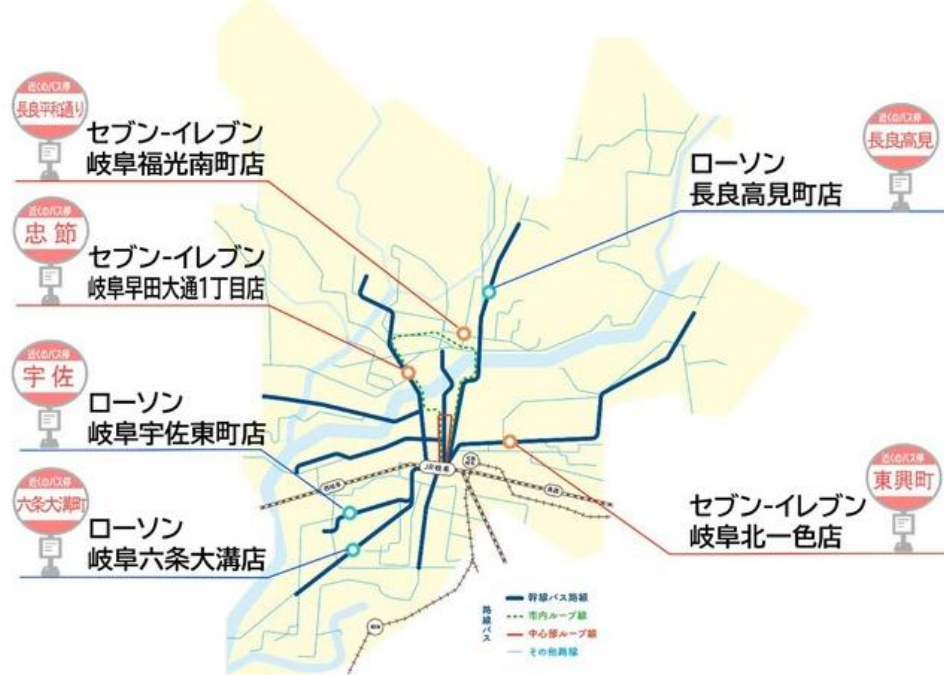 近くのバス停
長良平和通り
セブン-イレブン
岐阜福光南町店
近くのバス停
忠節
セブン-イレブン
岐阜早田大通1丁目店
近くのバス停
宇佐
ローソン
岐阜宇佐東町店
近くのバス停
六条大溝町
ローソン
岐阜六条大溝店
近くのバス停
長良高見
ローソン
長良高見町店
近くのバス停
東興町
セブン-イレブン
岐阜北一色店
JR岐阜
西岐阜
路線バス
幹線バス路線
市内ループ線
中心部ループ線
その他路線